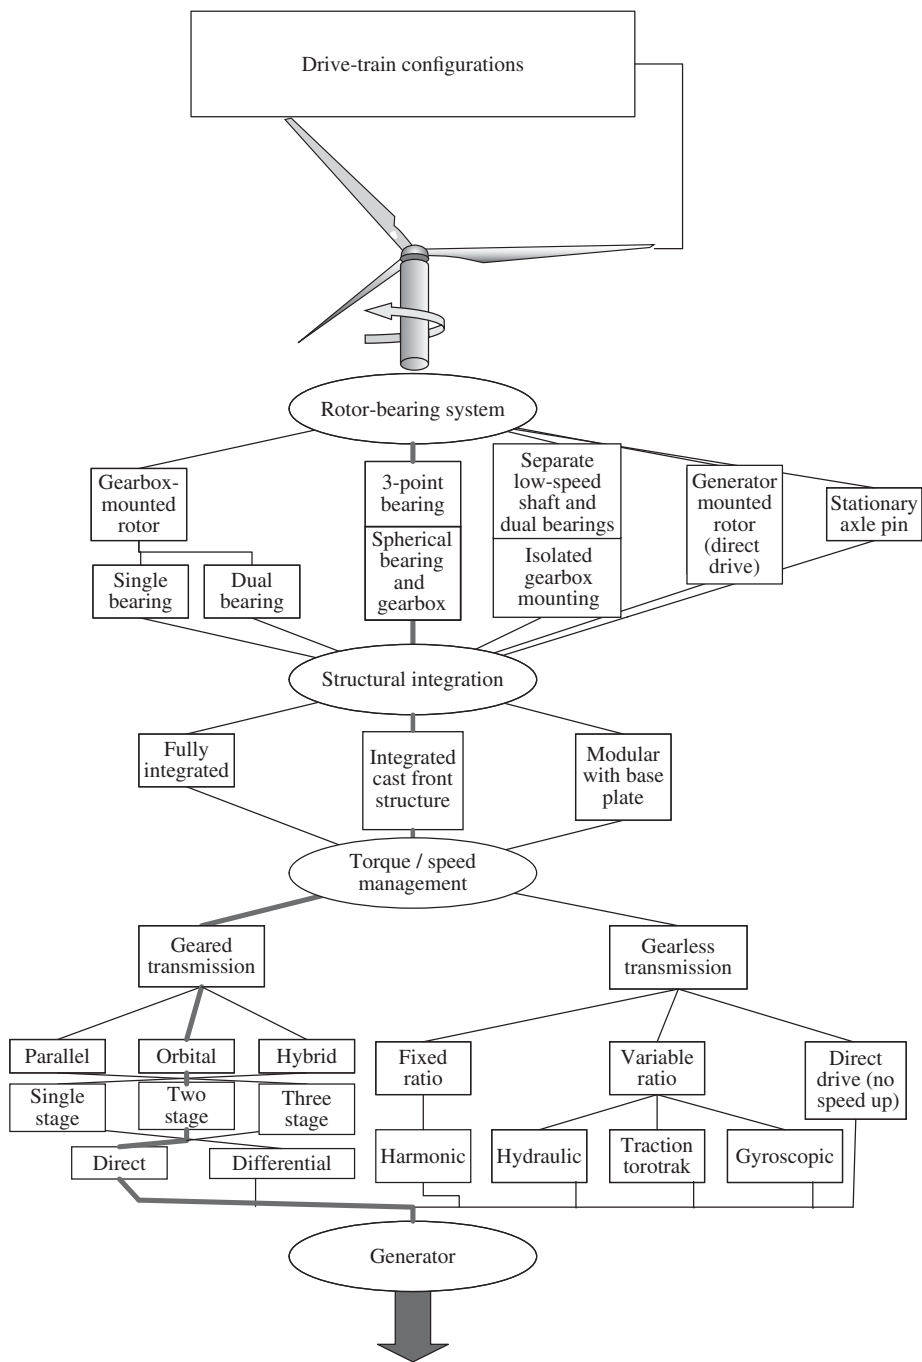 Drive-train configurations
Rotor-bearing system
Gearbox-
mounted
rotor
Single
bearing
Dual
bearing
3-point
bearing
Spherical
bearing
and
gearbox
Separate
low-speed
shaft and
dual bearings
Isolated
gearbox
mounting
Generator
mounted
rotor
(direct
drive)
Stationary
axle pin
Structural integration
Fully
integrated
Integrated
cast front
structure
Modular
with base
plate
Torque / speed
management
Geared
transmission
Gearless
transmission
Parallel
Orbital
Hybrid
Single
stage
Two
stage
Three
stage
Direct
Differential
Fixed
ratio
Variable
ratio
Direct
drive (no
speed up)
Harmonic
Hydraulic
Traction
torotrak
Gyroscopic
Generator